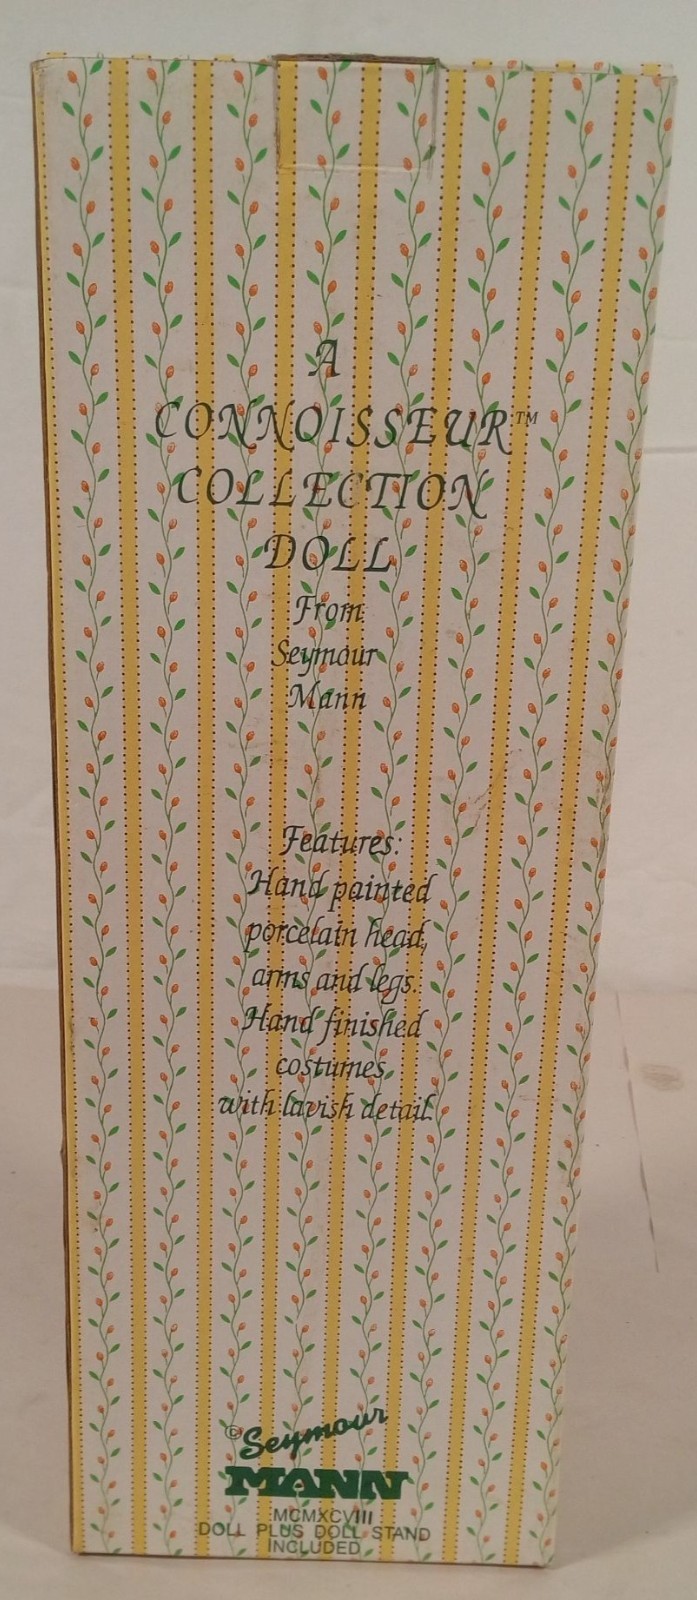 A
CONNOISSEUR™
COLLECTION
DOLL
From
Seymour
Mann
Features:
Hand painted
porcelain head,
arms and legs.
Hand finished
costumes
with lavish detail.
©Seymour
MANN
MCMXCVIII
DOLL PLUS DOLL STAND
INCLUDED